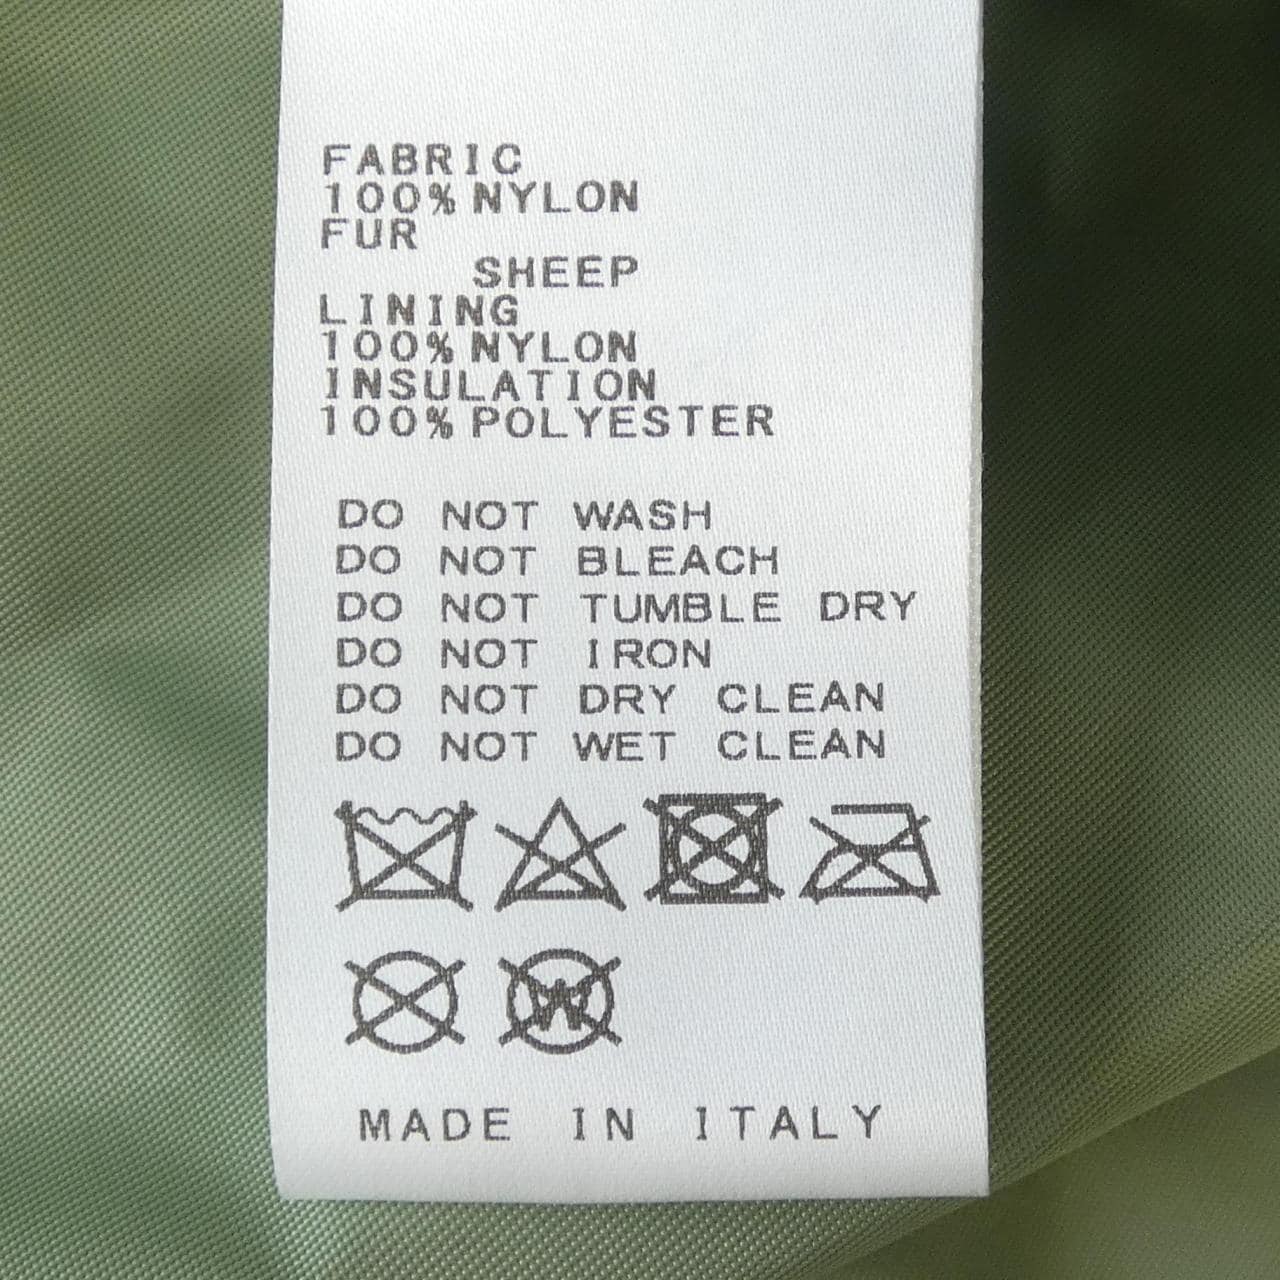 FABRIC
100% NYLON
FUR
SHEEP
LINING
100% NYLON
INSULATION
100% POLYESTER
DO NOT WASH
DO NOT BLEACH
DO NOT TUMBLE DRY
DO NOT IRON
DO NOT DRY CLEAN
DO NOT WET CLEAN
W
MADE IN ITALY